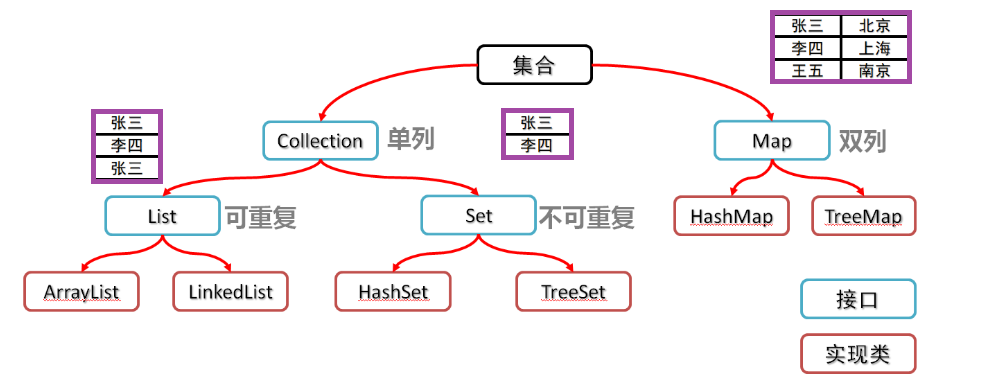 张三 北京
李四 上海
王五 南京
集合
张三
李四
张三
张三
李四
Collection 单列
Map 双列
List 可重复
Set 不可重复
HashMap
TreeMap
ArrayList
LinkedList
HashSet
TreeSet
接口
实现类